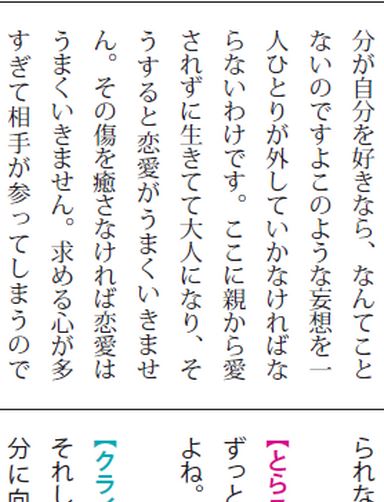 分が自分を好きなら、なんてこと
ないのですよこのような妄想を一
人ひとりが外していかなければな
らないわけです。ここに親から愛
されずに生きてて大人になり、そ
うすると恋愛がうまくいきませ
ん。その傷を癒さなければ恋愛は
うまくいきません。求める心が多
すぎて相手が参ってしまうので
られな
【とら
ずっと
よね。
【クラ
それし
分に向